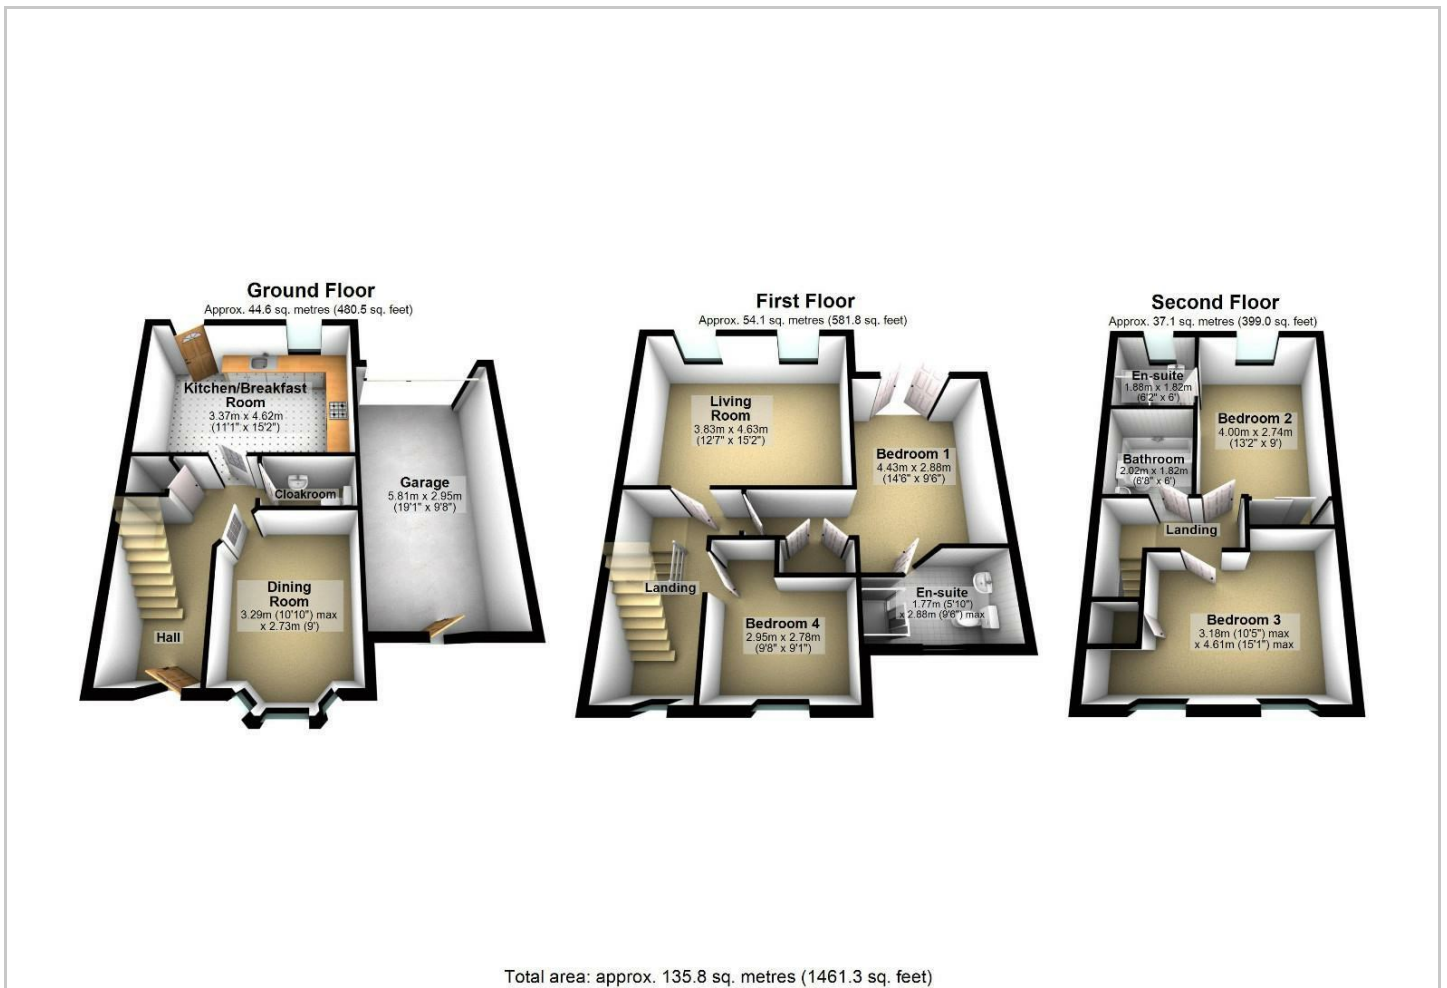 Ground Floor
Approx. 44.6 sq. metres (480.5 sq. feet)
Kitchen/Breakfast
Room
3.37m x 4.62m
(11'1" x 15'2")
Cloakroom
Garage
5.81m x 2.95m
(19'1" x 9'8")
Dining
Room
3.29m (10'10") max
x 2.73m (9')
Hall
First Floor
Approx. 54.1 sq. metres (581.8 sq. feet)
Living
Room
3.83m x 4.63m
(12'7" x 15'2")
Bedroom 1
4.43m x 2.88m
(14'6" x 9'6")
Landing
En-suite
1.77m (5'10")
x 2.88m (9'6") max
Bedroom 4
2.95m x 2.78m
(9'8" x 9'1")
Second Floor
Approx. 37.1 sq. metres (399.0 sq. feet)
En-suite
1.88m x 1.82m
(6'2" x 6')
Bedroom 2
4.00m x 2.74m
(13'2" x 9')
Bathroom
2.02m x 1.82m
(6'8" x 6')
Landing
Bedroom 3
3.18m (10'5") max
x 4.61m (15'1") max
Total area: approx. 135.8 sq. metres (1461.3 sq. feet)